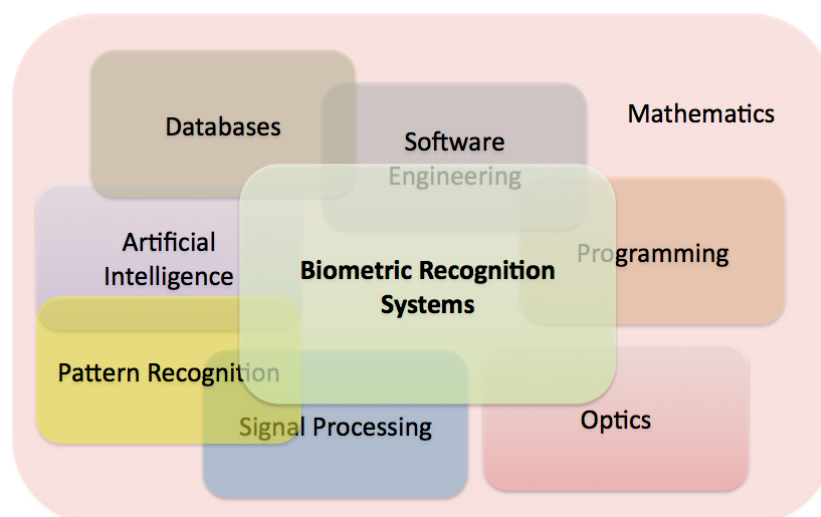 Databases
Software
Engineering
Mathematics
Artificial
Intelligence
Programming
Biometric Recognition
Systems
Pattern Recognition
Signal Processing
Optics